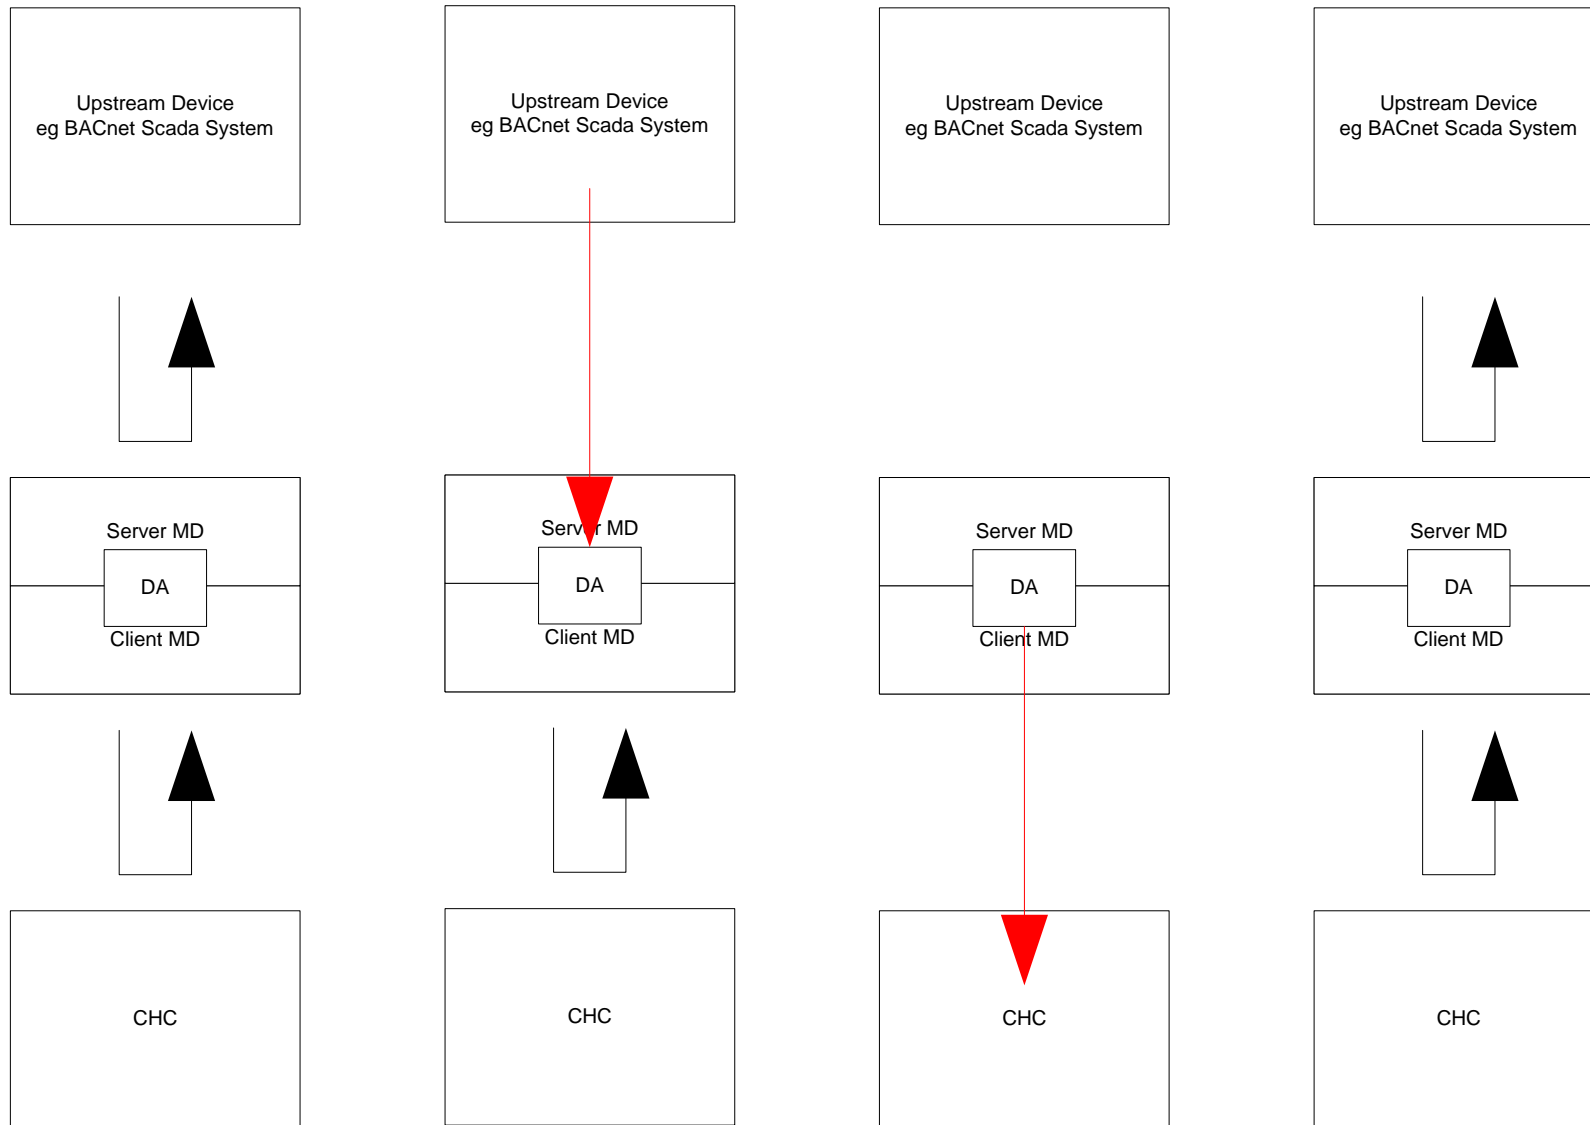 Upstream Device
eg BACnet Scada System
Upstream Device
eg BACnet Scada System
Upstream Device
eg BACnet Scada System
Upstream Device
eg BACnet Scada System
Server MD
DA
Client MD
Server MD
DA
Client MD
Server MD
DA
Client MD
Server MD
DA
Client MD
CHC
CHC
CHC
CHC